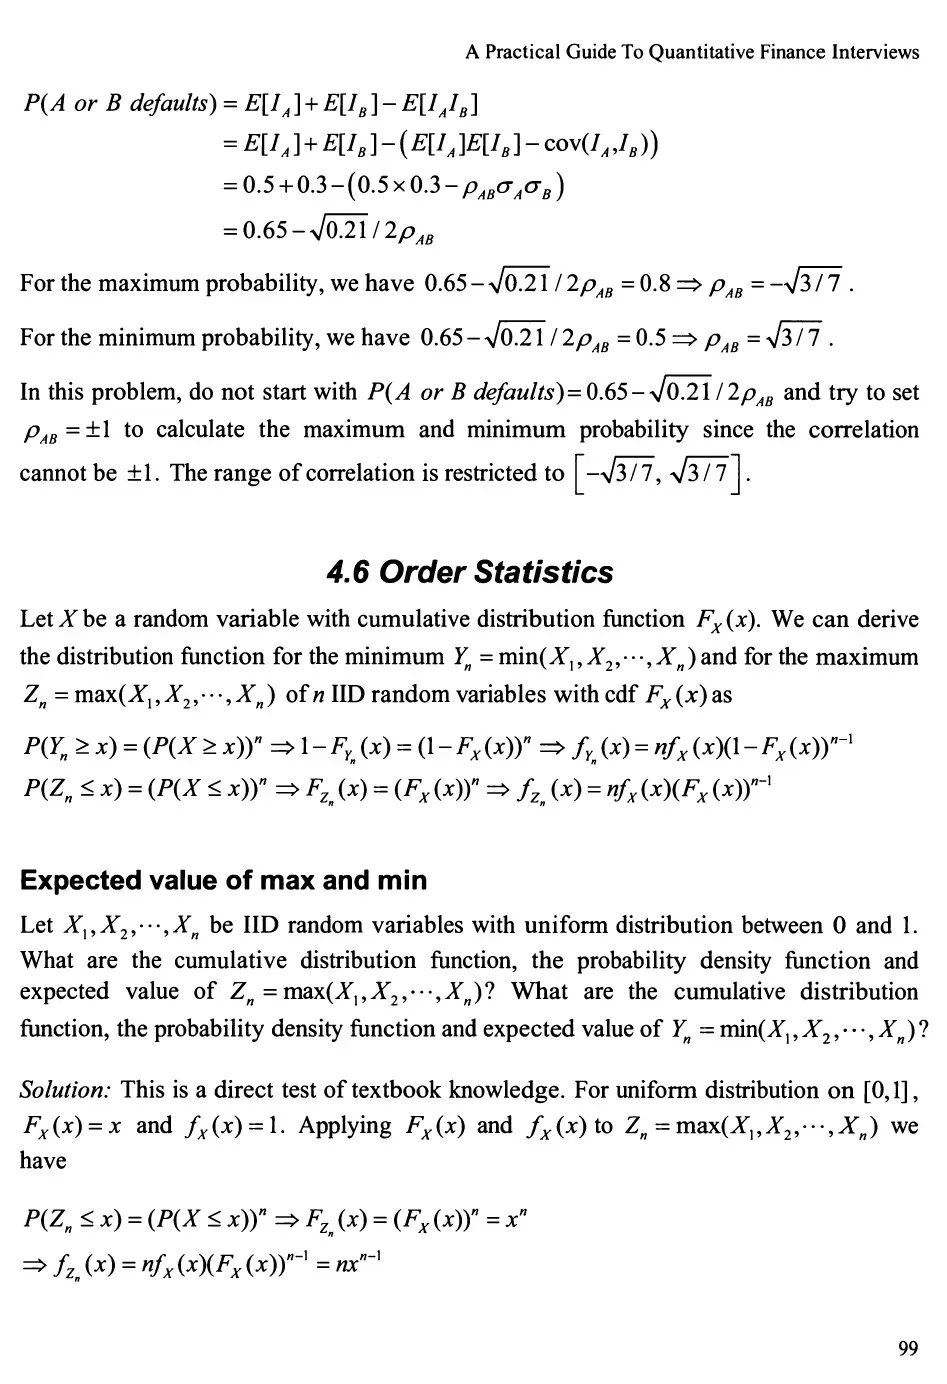 A Practical Guide To Quantitative Finance Interviews
P(A or B defaults) = E[I_A] + E[I_B] − E[I_A I_B]
= E[I_A] + E[I_B] − (E[I_A]E[I_B] − cov(I_A, I_B))
= 0.5 + 0.3 − (0.5 × 0.3 − ρ_AB σ_A σ_B)
= 0.65 − √0.21 / 2ρ_AB
For the maximum probability, we have 0.65 − √0.21 / 2ρ_AB = 0.8 ⇒ ρ_AB = −√3/7 .
For the minimum probability, we have 0.65 − √0.21 / 2ρ_AB = 0.5 ⇒ ρ_AB = √3/7 .
In this problem, do not start with P(A or B defaults) = 0.65 − √0.21 / 2ρ_AB and try to set
ρ_AB = ±1 to calculate the maximum and minimum probability since the correlation
cannot be ±1. The range of correlation is restricted to [−√3/7, √3/7].
4.6 Order Statistics
Let X be a random variable with cumulative distribution function F_X(x). We can derive
the distribution function for the minimum Y_n = min(X_1, X_2, ···, X_n) and for the maximum
Z_n = max(X_1, X_2, ···, X_n) of n IID random variables with cdf F_X(x) as
P(Y_n ≥ x) = (P(X ≥ x))^n ⇒ 1 − F_{Y_n}(x) = (1 − F_X(x))^n ⇒ f_{Y_n}(x) = nf_X(x)(1 − F_X(x))^{n−1}
P(Z_n ≤ x) = (P(X ≤ x))^n ⇒ F_{Z_n}(x) = (F_X(x))^n ⇒ f_{Z_n}(x) = nf_X(x)(F_X(x))^{n−1}
Expected value of max and min
Let X_1, X_2, ···, X_n be IID random variables with uniform distribution between 0 and 1.
What are the cumulative distribution function, the probability density function and
expected value of Z_n = max(X_1, X_2, ···, X_n)? What are the cumulative distribution
function, the probability density function and expected value of Y_n = min(X_1, X_2, ···, X_n)?
Solution: This is a direct test of textbook knowledge. For uniform distribution on [0,1],
F_X(x) = x and f_X(x) = 1. Applying F_X(x) and f_X(x) to Z_n = max(X_1, X_2, ···, X_n) we
have
P(Z_n ≤ x) = (P(X ≤ x))^n ⇒ F_{Z_n}(x) = (F_X(x))^n = x^n
⇒ f_{Z_n}(x) = nf_X(x)(F_X(x))^{n−1} = nx^{n−1}
99